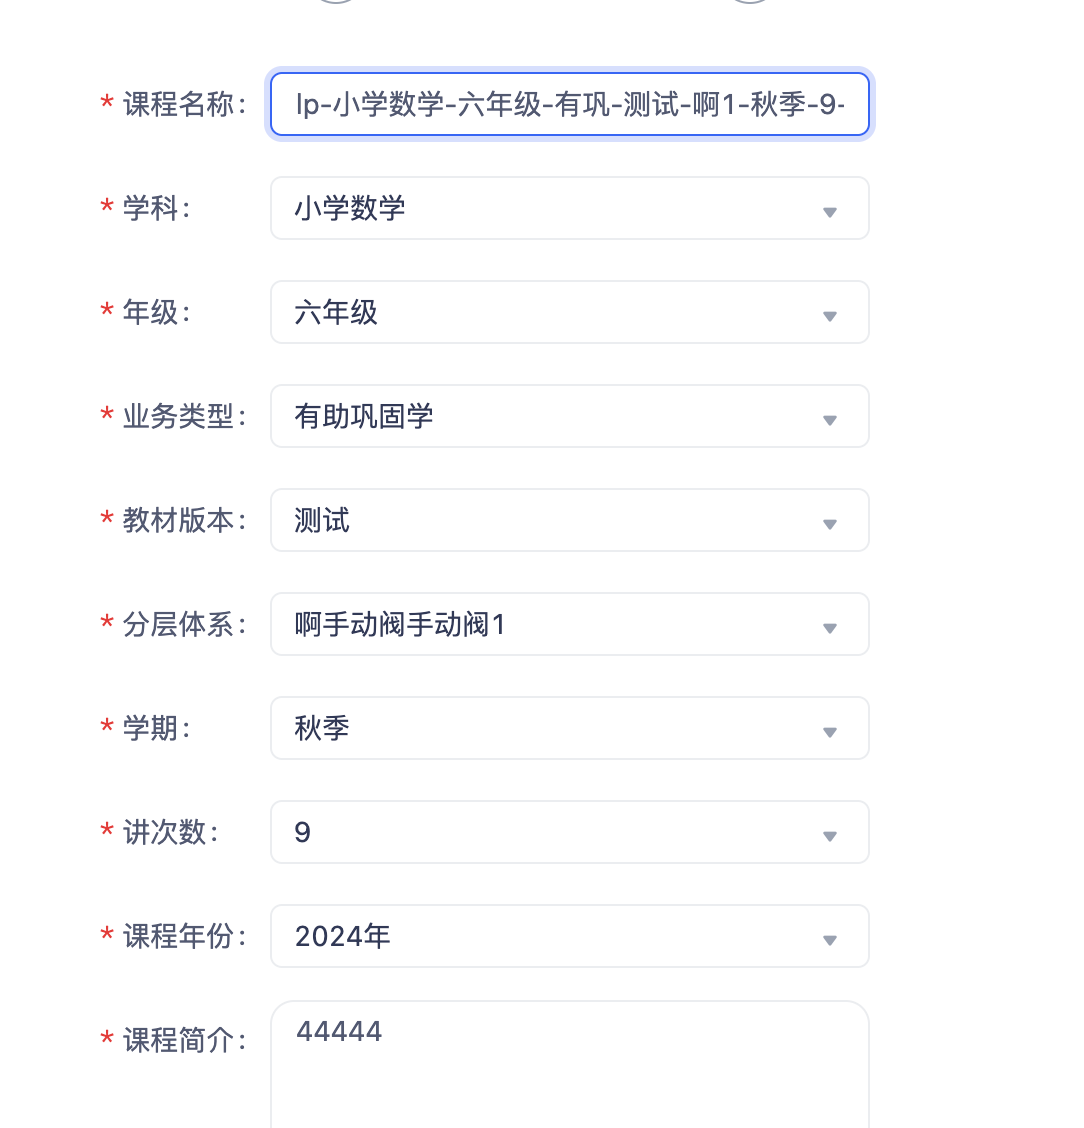 * 课程名称: lp-小学数学-六年级-有巩-测试-啊1-秋季-9-
* 学科: 小学数学
* 年级: 六年级
* 业务类型: 有助巩固学
* 教材版本: 测试
* 分层体系: 啊手动阀手动阀1
* 学期: 秋季
* 讲次数: 9
* 课程年份: 2024年
* 课程简介: 44444